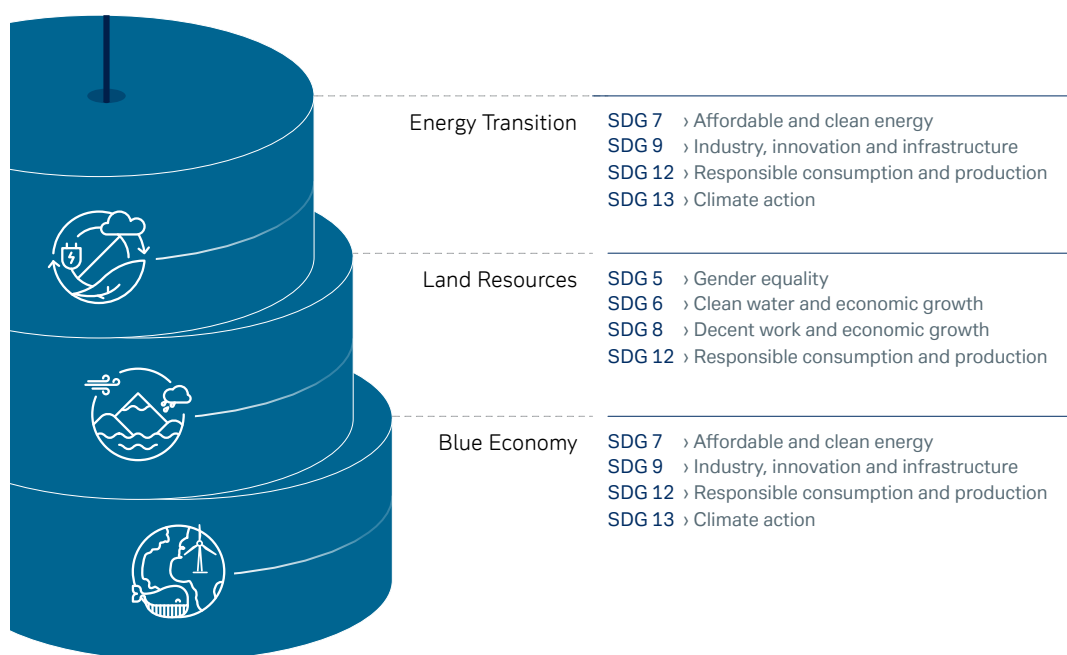 Energy Transition
SDG 7 › Affordable and clean energy
SDG 9 › Industry, innovation and infrastructure
SDG 12 › Responsible consumption and production
SDG 13 › Climate action
Land Resources
SDG 5 › Gender equality
SDG 6 › Clean water and economic growth
SDG 8 › Decent work and economic growth
SDG 12 › Responsible consumption and production
Blue Economy
SDG 7 › Affordable and clean energy
SDG 9 › Industry, innovation and infrastructure
SDG 12 › Responsible consumption and production
SDG 13 › Climate action